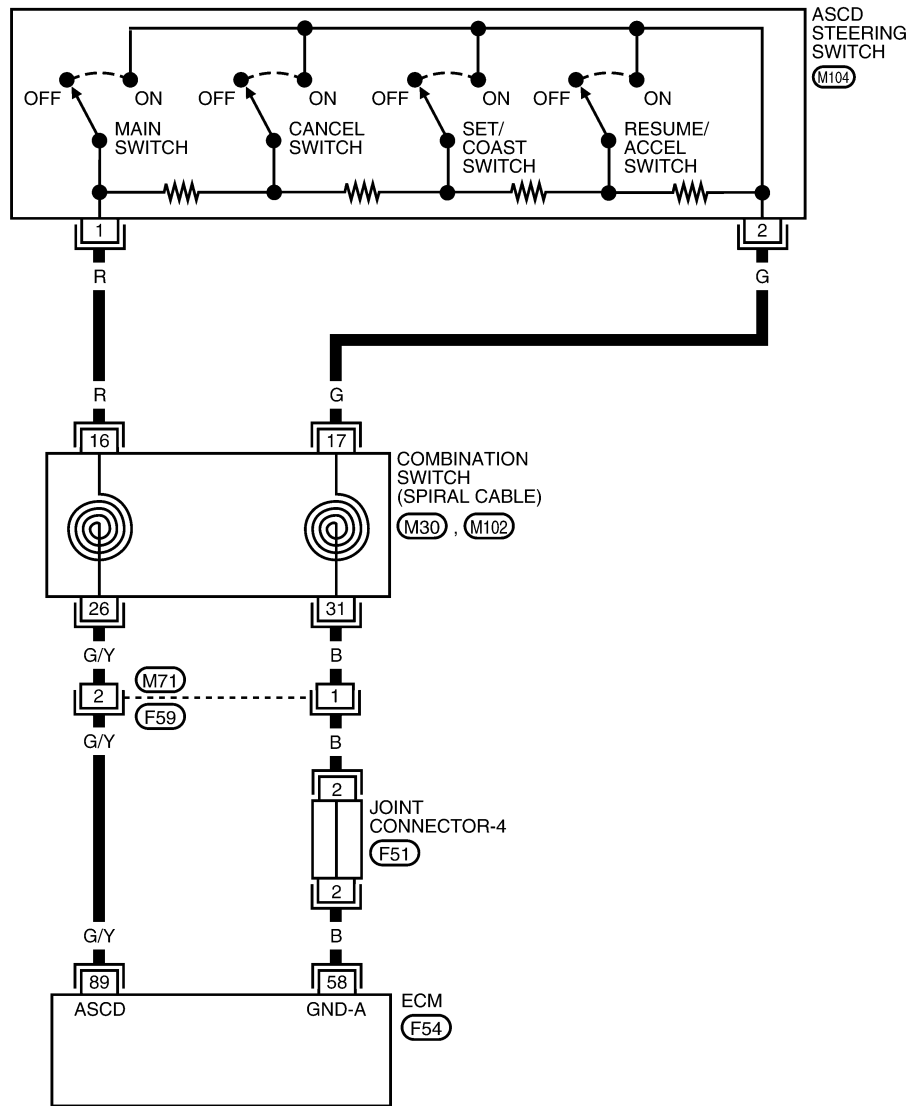 ASCD
STEERING
SWITCH
M104
OFF ON OFF ON OFF ON OFF ON
MAIN
SWITCH
CANCEL
SWITCH
SET/
COAST
SWITCH
RESUME/
ACCEL
SWITCH
1 2
R G
R G
16 17
COMBINATION
SWITCH
(SPIRAL CABLE)
M30 , M102
26 31
G/Y B
M71
2 1
F59
G/Y B
2
JOINT
CONNECTOR-4
F51
2
G/Y B
89 58
ASCD GND-A
ECM
F54